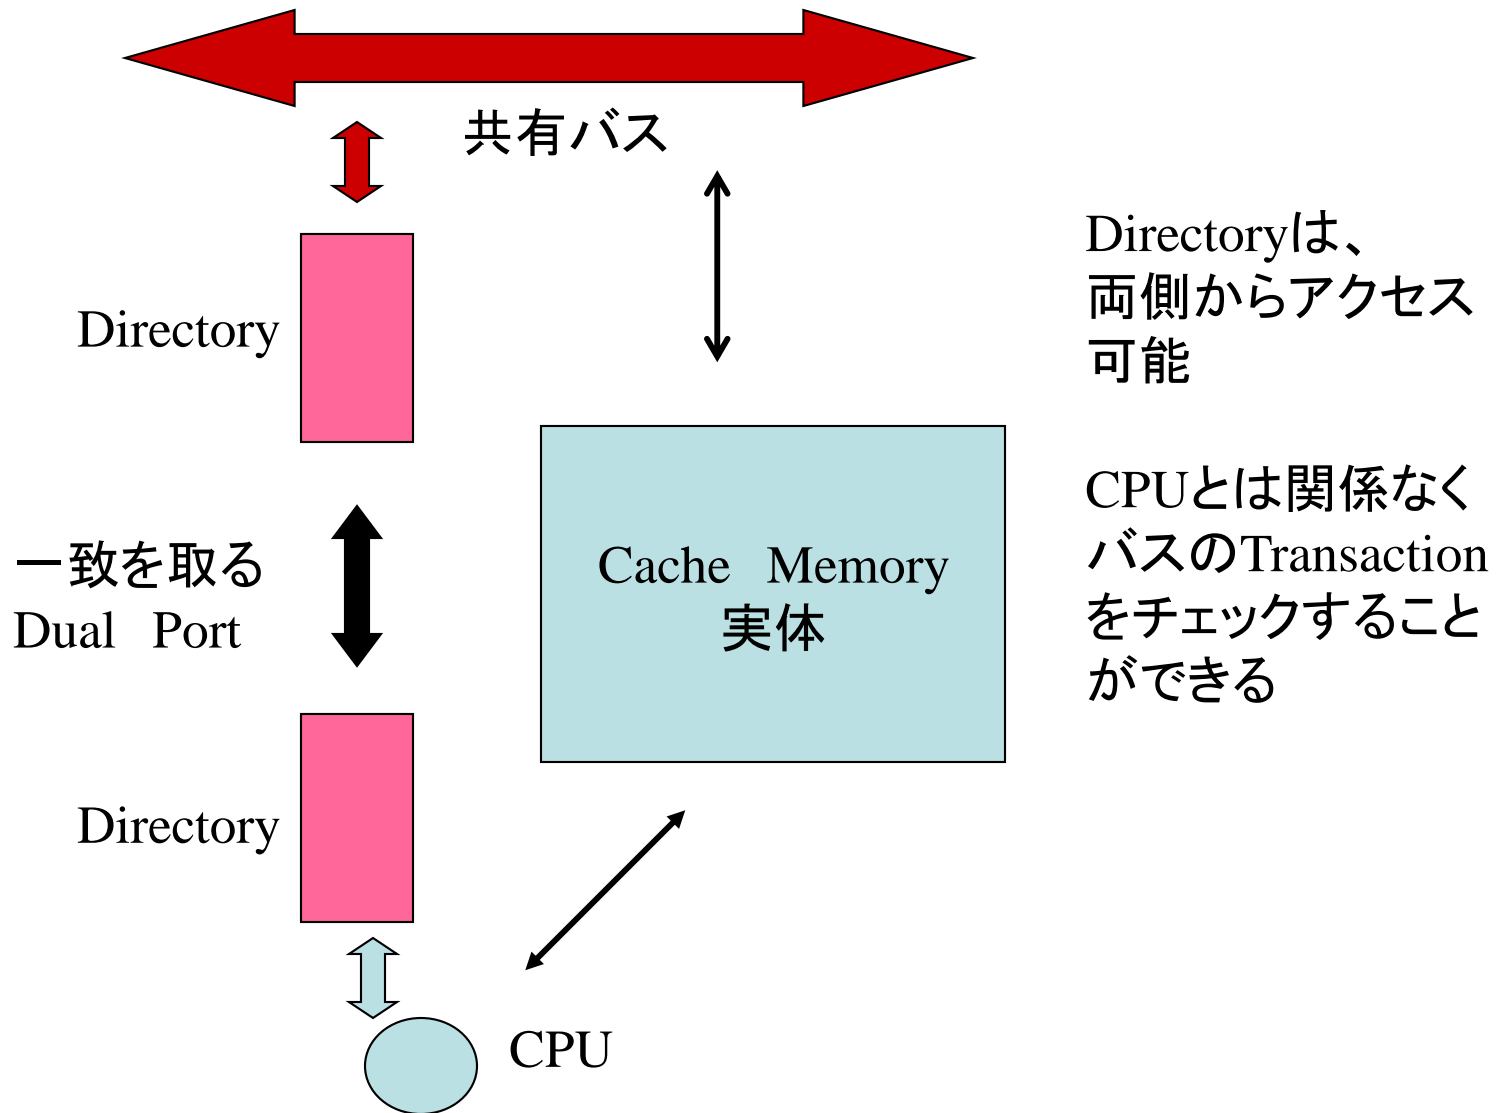 共有バス
Directory
一致を取る
Dual Port
Directory
Cache Memory
実体
CPU
Directoryは、
両側からアクセス
可能
CPUとは関係なく
バスのTransaction
をチェックすること
ができる